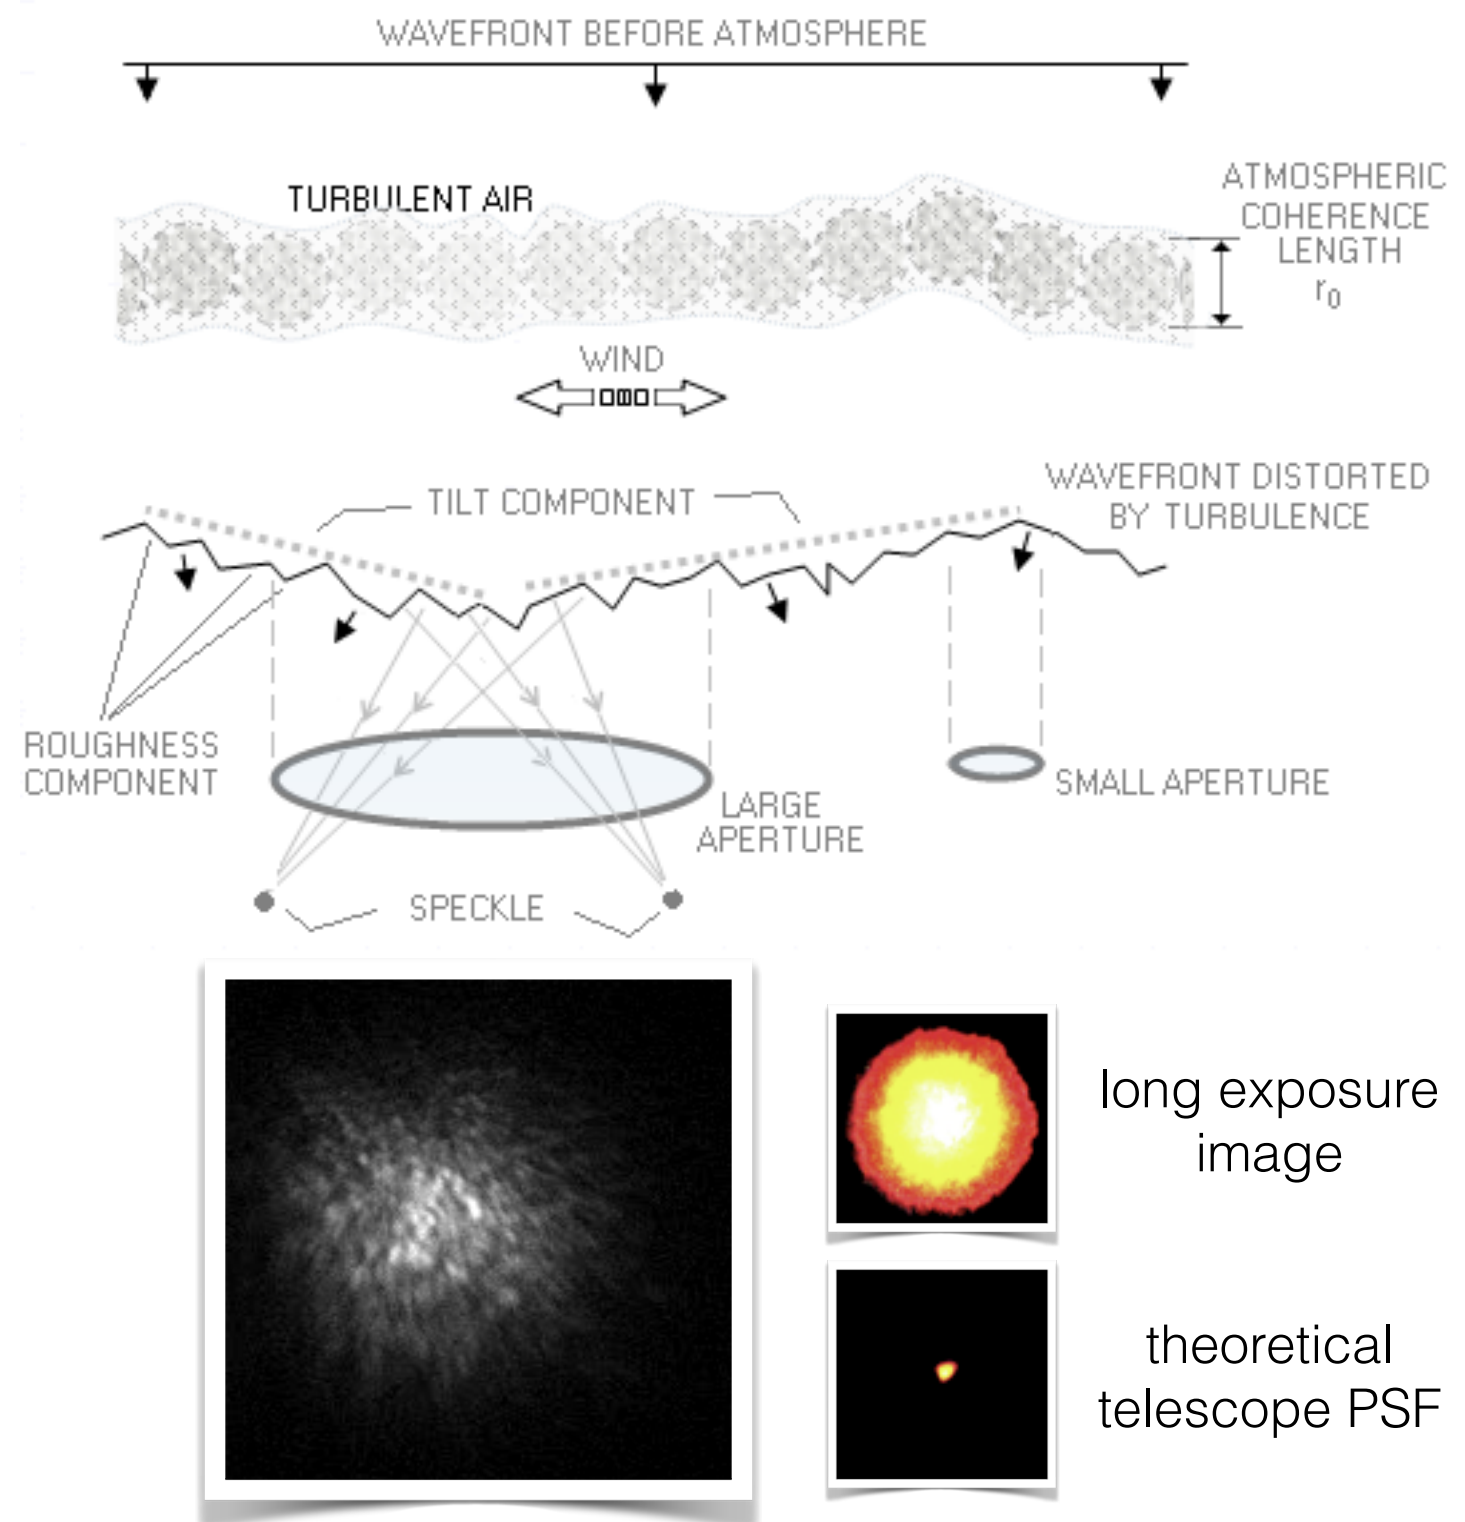 WAVEFRONT BEFORE ATMOSPHERE
TURBULENT AIR
ATMOSPHERIC
COHERENCE
LENGTH
r0
WIND
TILT COMPONENT
WAVEFRONT DISTORTED
BY TURBULENCE
ROUGHNESS
COMPONENT
LARGE
APERTURE
SMALL APERTURE
SPECKLE
long exposure
image
theoretical
telescope PSF